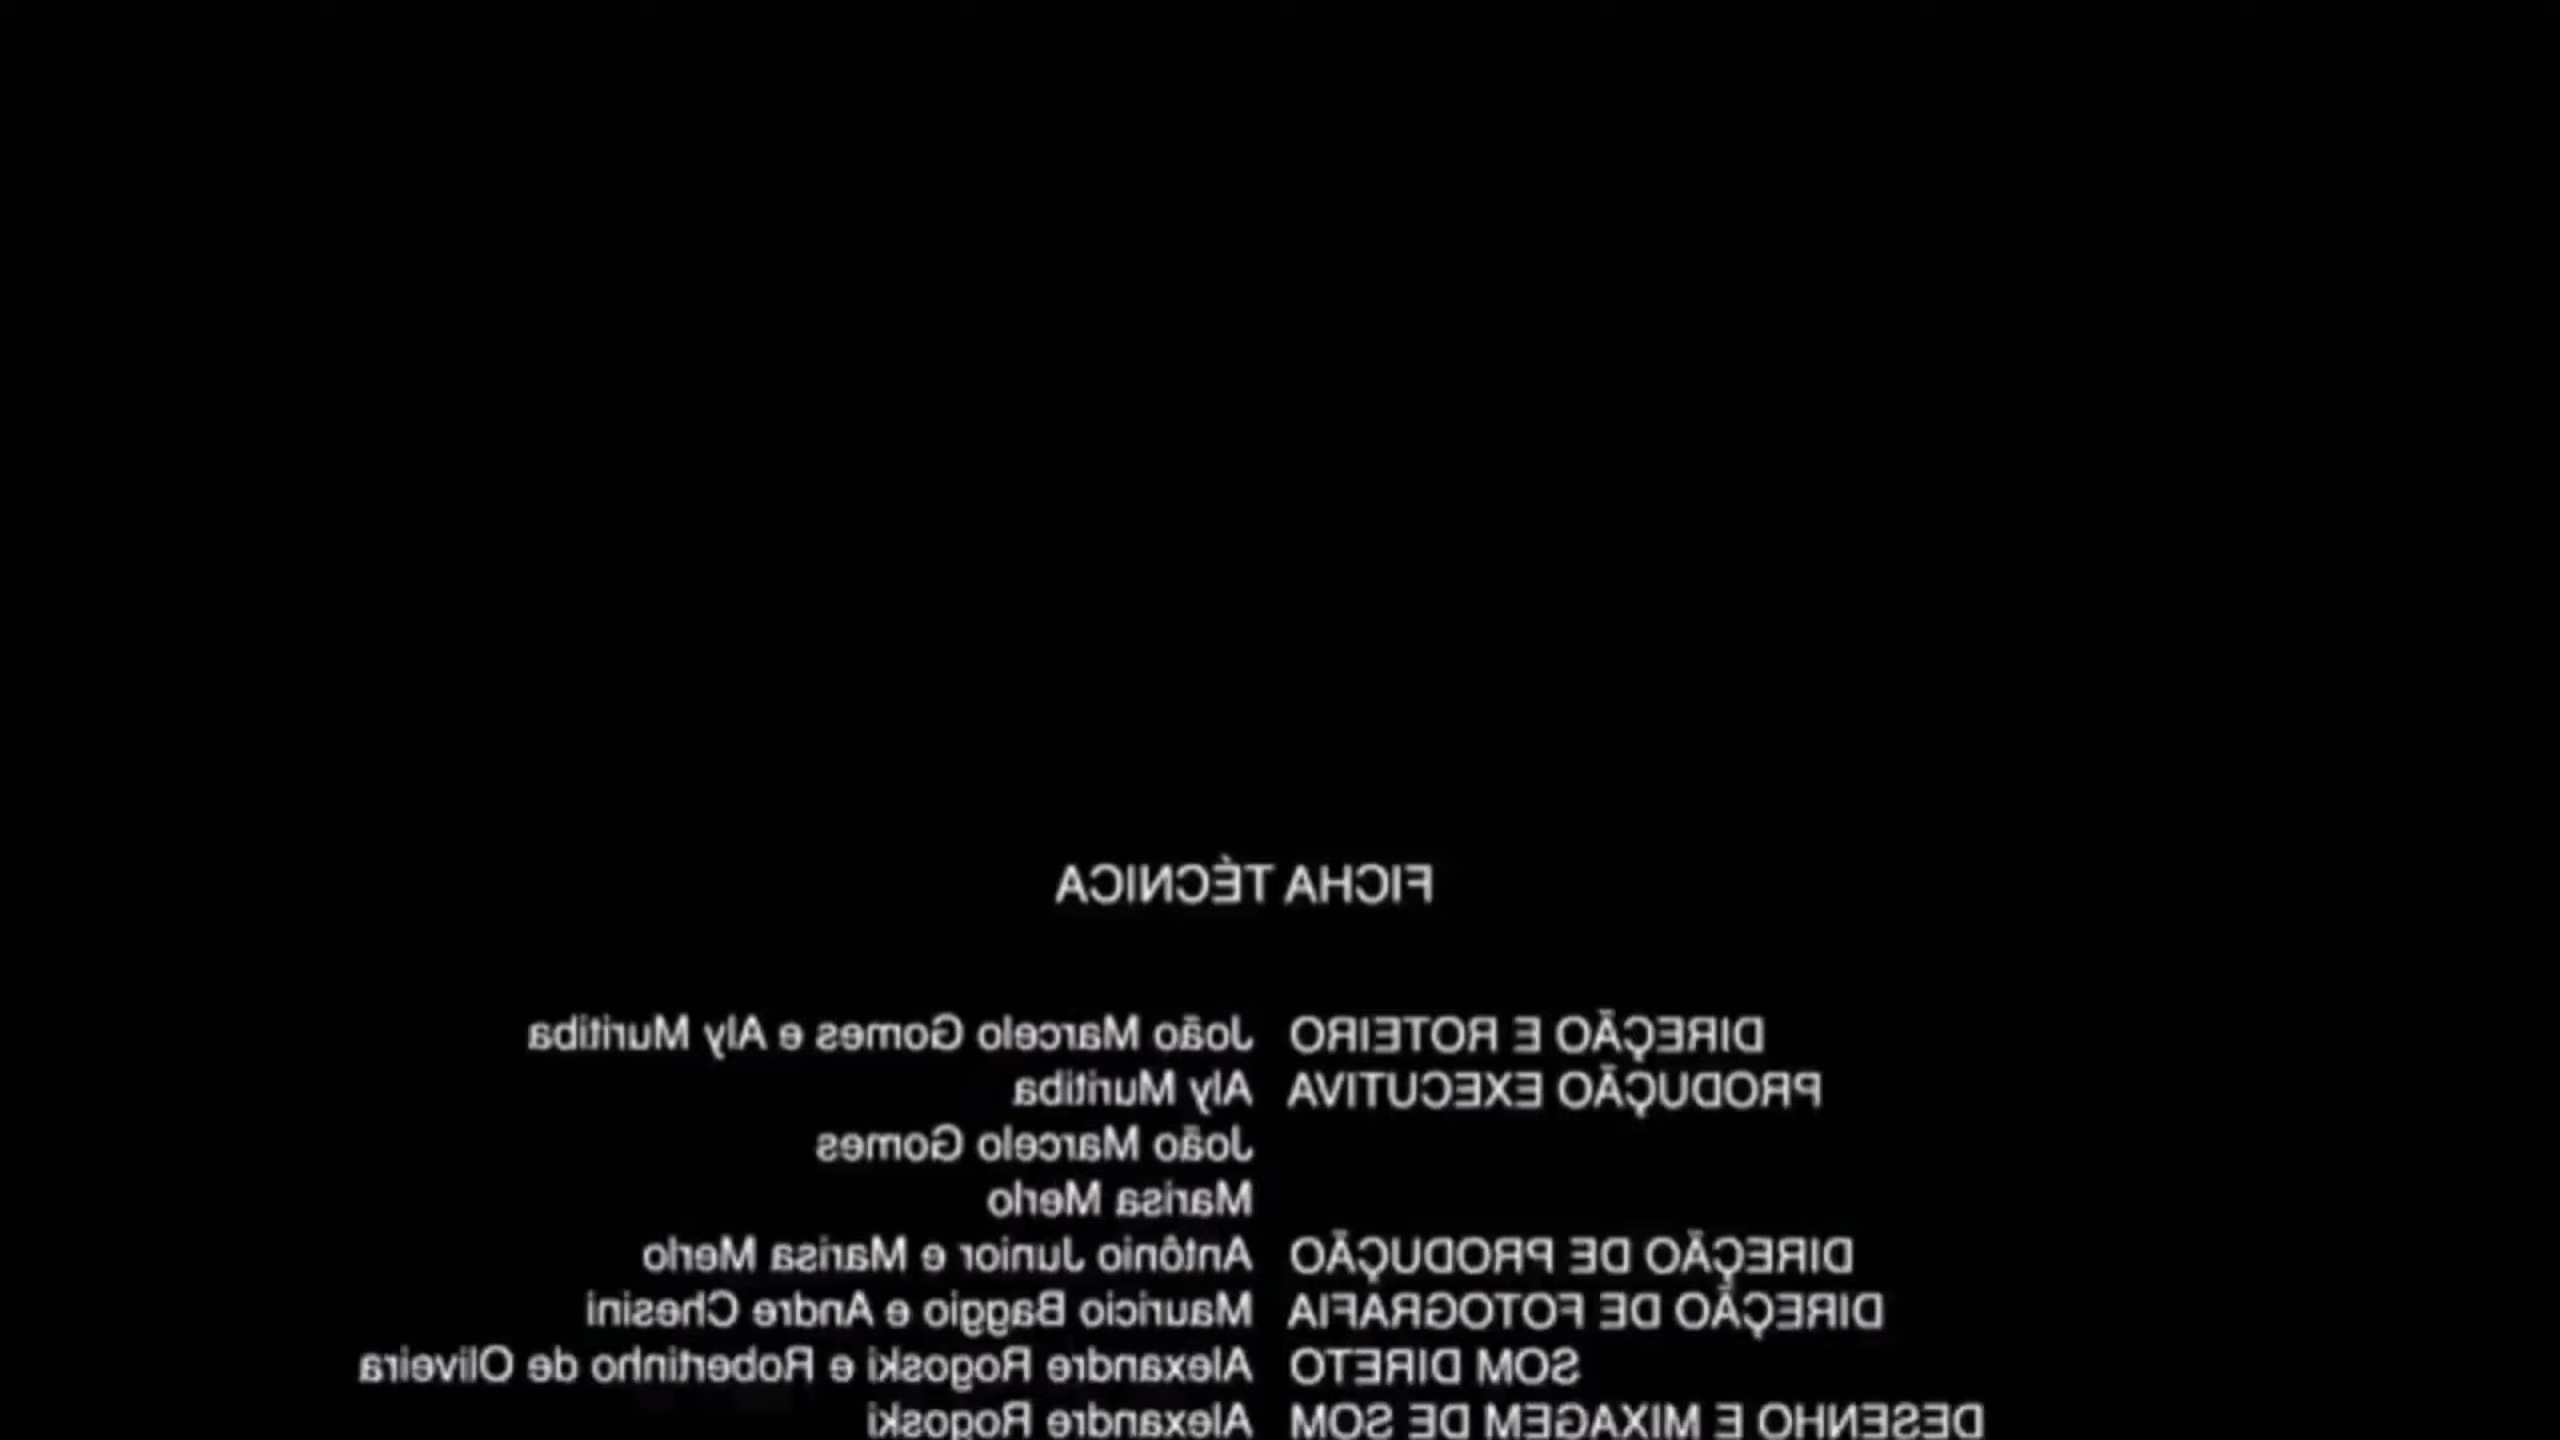 FICHA TÉCNICA
DIREÇÃO E ROTEIRO João Marcelo Gomes e Aly Muritiba
PRODUÇÃO EXECUTIVA Aly Muritiba
João Marcelo Gomes
Marisa Merlo
DIREÇÃO DE PRODUÇÃO Antônio Junior e Marisa Merlo
DIREÇÃO DE FOTOGRAFIA Mauricio Baggio e Andre Chesini
SOM DIRETO Alexandre Rogoski e Robertinho de Oliveira
DESENHO E MIXAGEM DE SOM Alexandre Rogoski